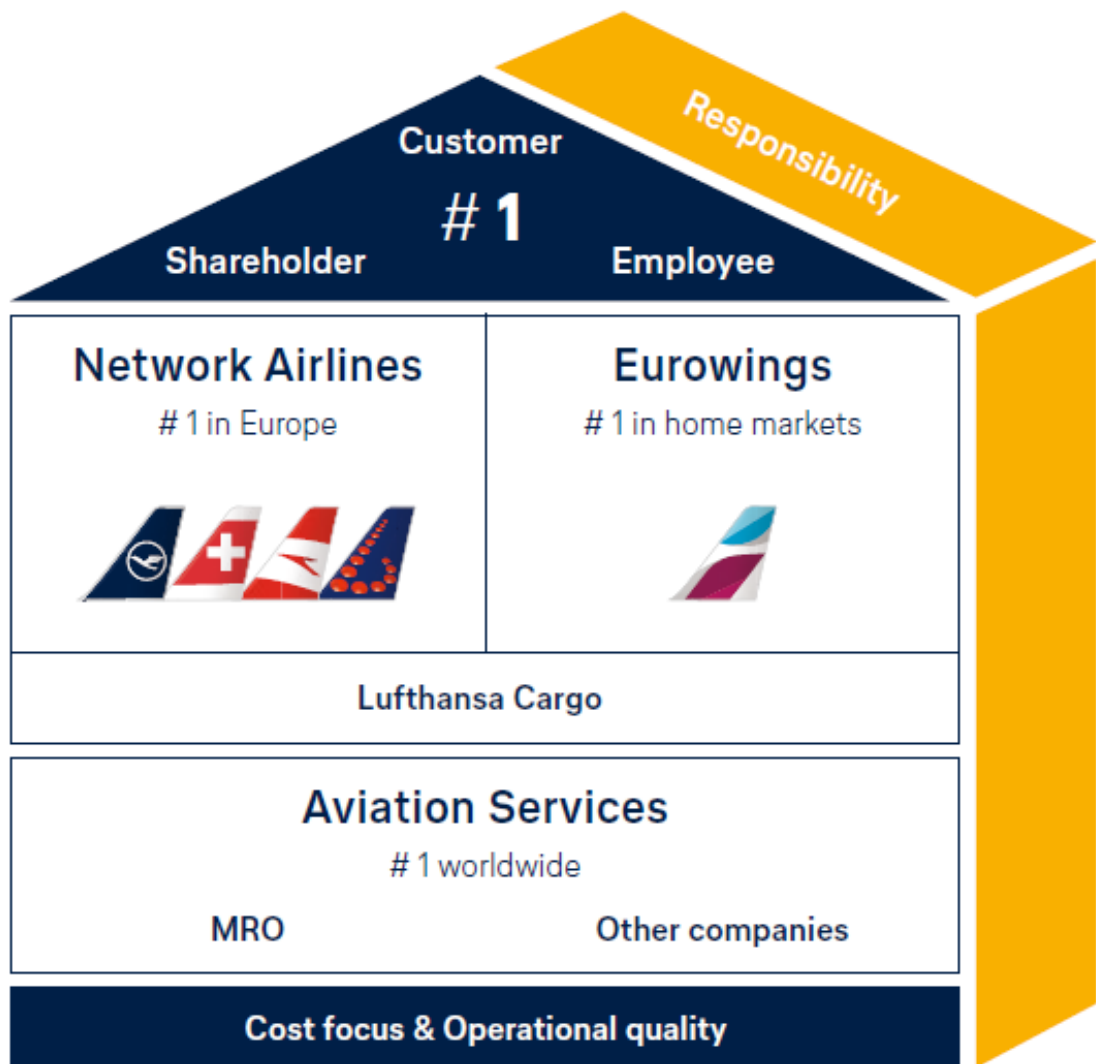 Responsibility
Customer
# 1
Shareholder Employee
Network Airlines
# 1 in Europe
Eurowings
# 1 in home markets
Lufthansa Cargo
Aviation Services
# 1 worldwide
MRO Other companies
Cost focus & Operational quality